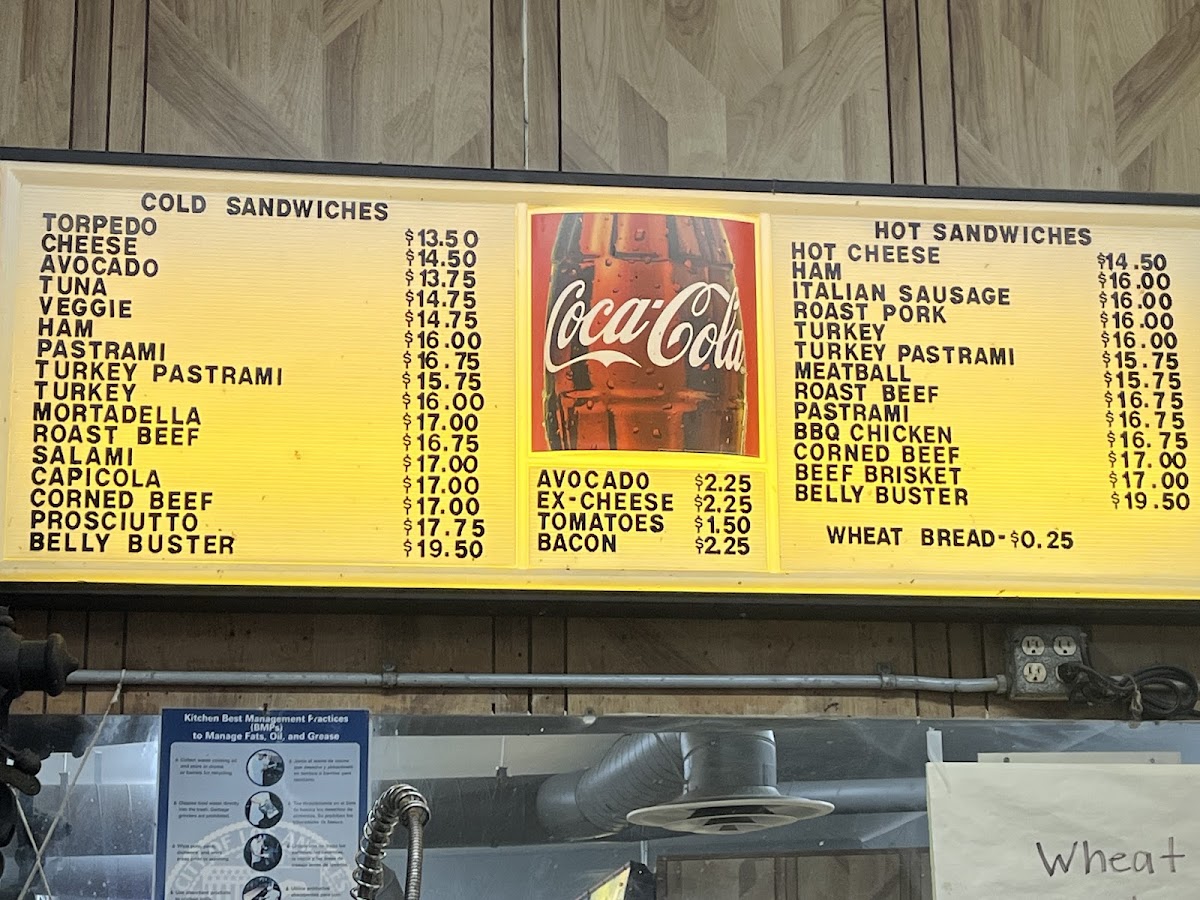 COLD SANDWICHES
TORPEDO $13.50
CHEESE $14.50
AVOCADO $13.75
TUNA $14.75
VEGGIE $14.75
HAM $16.00
PASTRAMI $16.75
TURKEY PASTRAMI $15.75
TURKEY $16.00
MORTADELLA $17.00
ROAST BEEF $16.75
SALAMI $17.00
CAPICOLA $17.00
CORNED BEEF $17.00
PROSCIUTTO $17.75
BELLY BUSTER $19.50
Coca-Cola
AVOCADO $2.25
EX-CHEESE $2.25
TOMATOES $1.50
BACON $2.25
HOT SANDWICHES
HOT CHEESE $14.50
HAM $16.00
ITALIAN SAUSAGE $16.00
ROAST PORK $16.00
TURKEY $16.00
TURKEY PASTRAMI $15.75
MEATBALL $15.75
ROAST BEEF $16.75
PASTRAMI $16.75
BBQ CHICKEN $16.75
CORNED BEEF $17.00
BEEF BRISKET $17.00
BELLY BUSTER $19.50
WHEAT BREAD-$0.25
Kitchen Best Management Practices
(BMPs)
to Manage Fats, Oil, and Grease
Wheat